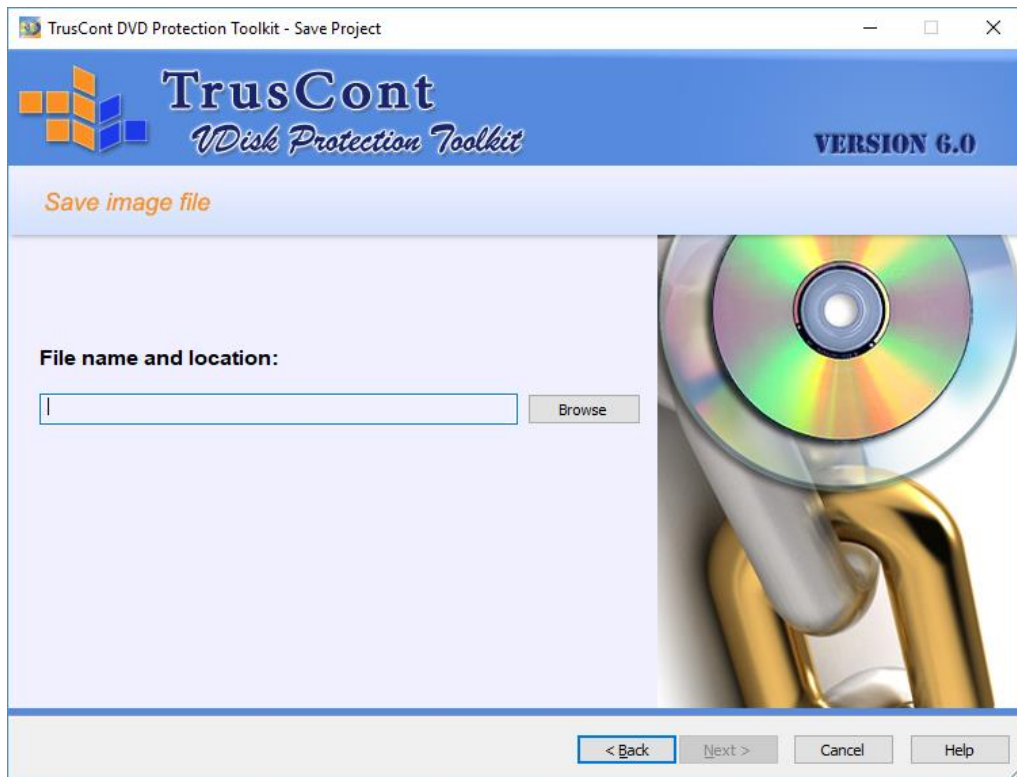 TrusCont DVD Protection Toolkit - Save Project
TrusCont
VDisk Protection Toolkit
VERSION 6.0
Save image file
File name and location:
Browse
< Back
Next >
Cancel
Help